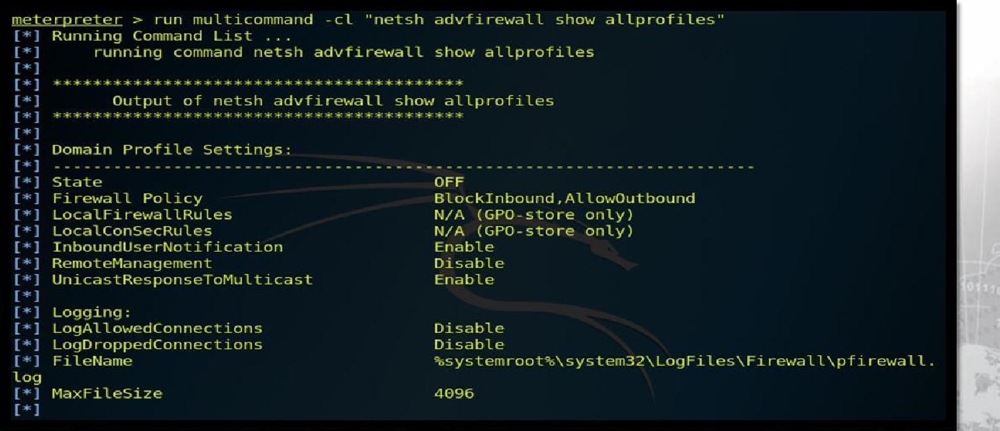 meterpreter > run multicommand -cl "netsh advfirewall show allprofiles"
[*] Running Command List ...
[*]     running command netsh advfirewall show allprofiles
[*]
[*] *****************************************
[*]       Output of netsh advfirewall show allprofiles
[*] *****************************************
[*]
[*] Domain Profile Settings:
[*] ----------------------------------------------------------------------
[*] State                                 OFF
[*] Firewall Policy                       BlockInbound,AllowOutbound
[*] LocalFirewallRules                    N/A (GPO-store only)
[*] LocalConSecRules                      N/A (GPO-store only)
[*] InboundUserNotification               Enable
[*] RemoteManagement                      Disable
[*] UnicastResponseToMulticast            Enable
[*]
[*] Logging:
[*] LogAllowedConnections                 Disable
[*] LogDroppedConnections                 Disable
[*] FileName                              %systemroot%\system32\LogFiles\Firewall\pfirewall.
log
[*] MaxFileSize                           4096
[*]